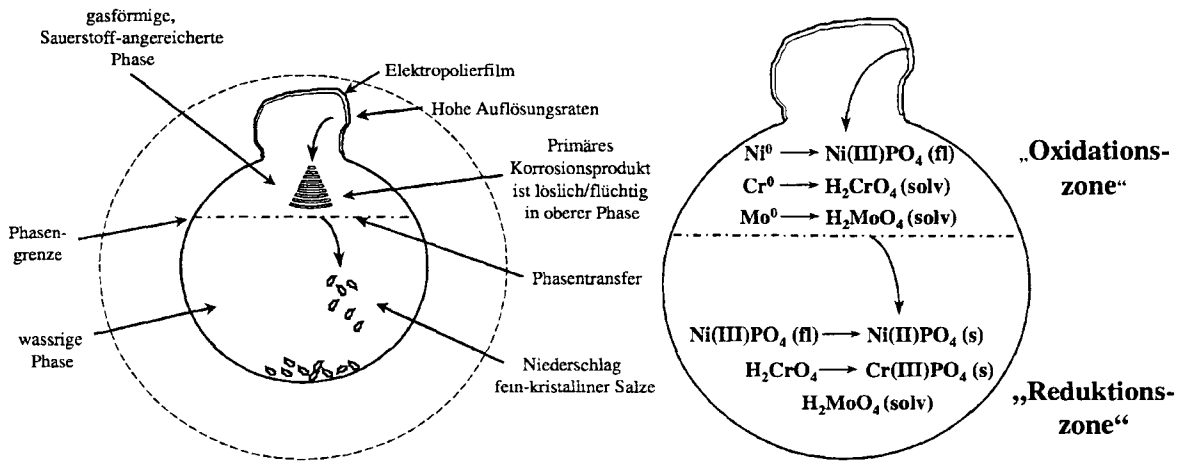 gasförmige,
Sauerstoff-angereicherte
Phase
Elektropolierfilm
Hohe Auflösungsraten
Primäres
Korrosionsprodukt
ist löslich/flüchtig
in oberer Phase
Phasen-
grenze
Phasentransfer
wassrige
Phase
Niederschlag
fein-kristalliner Salze
Ni⁰ → Ni(III)PO₄ (fl)
Cr⁰ → H₂CrO₄ (solv)
Mo⁰ → H₂MoO₄ (solv)
„Oxidations-
zone“
Ni(III)PO₄ (fl) → Ni(II)PO₄ (s)
H₂CrO₄ → Cr(III)PO₄ (s)
H₂MoO₄ (solv)
„Reduktions-
zone“